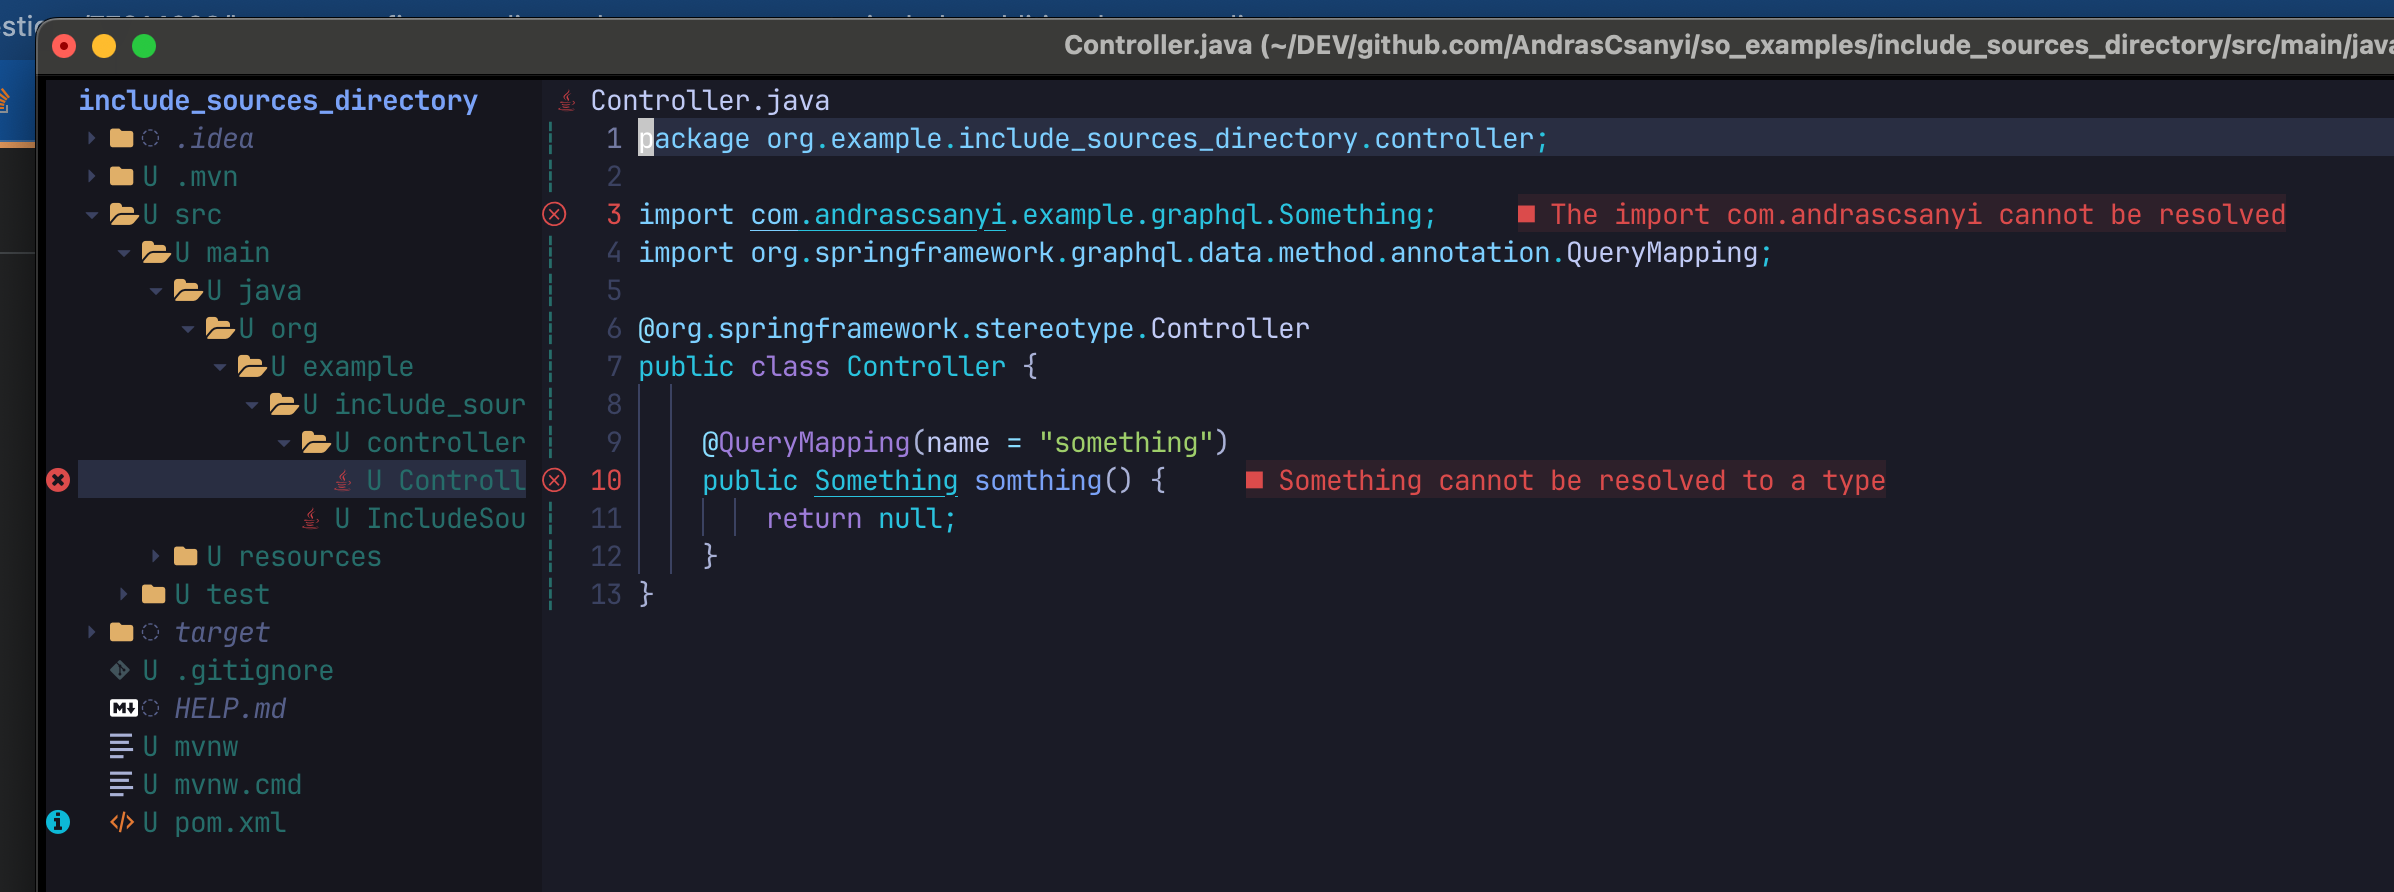 Controller.java (~/DEV/github.com/AndrasCsanyi/so_examples/include_sources_directory/src/main/java
include_sources_directory
.idea
U .mvn
U src
U main
U java
U org
U example
U include_sour
U controller
U Controll
U IncludeSou
U resources
U test
target
U .gitignore
HELP.md
U mvnw
U mvnw.cmd
U pom.xml
Controller.java
1 package org.example.include_sources_directory.controller;
2
3 import com.andrascsanyi.example.graphql.Something; ■ The import com.andrascsanyi cannot be resolved
4 import org.springframework.graphql.data.method.annotation.QueryMapping;
5
6 @org.springframework.stereotype.Controller
7 public class Controller {
8
9 @QueryMapping(name = "something")
10 public Something somthing() { ■ Something cannot be resolved to a type
11 return null;
12 }
13 }